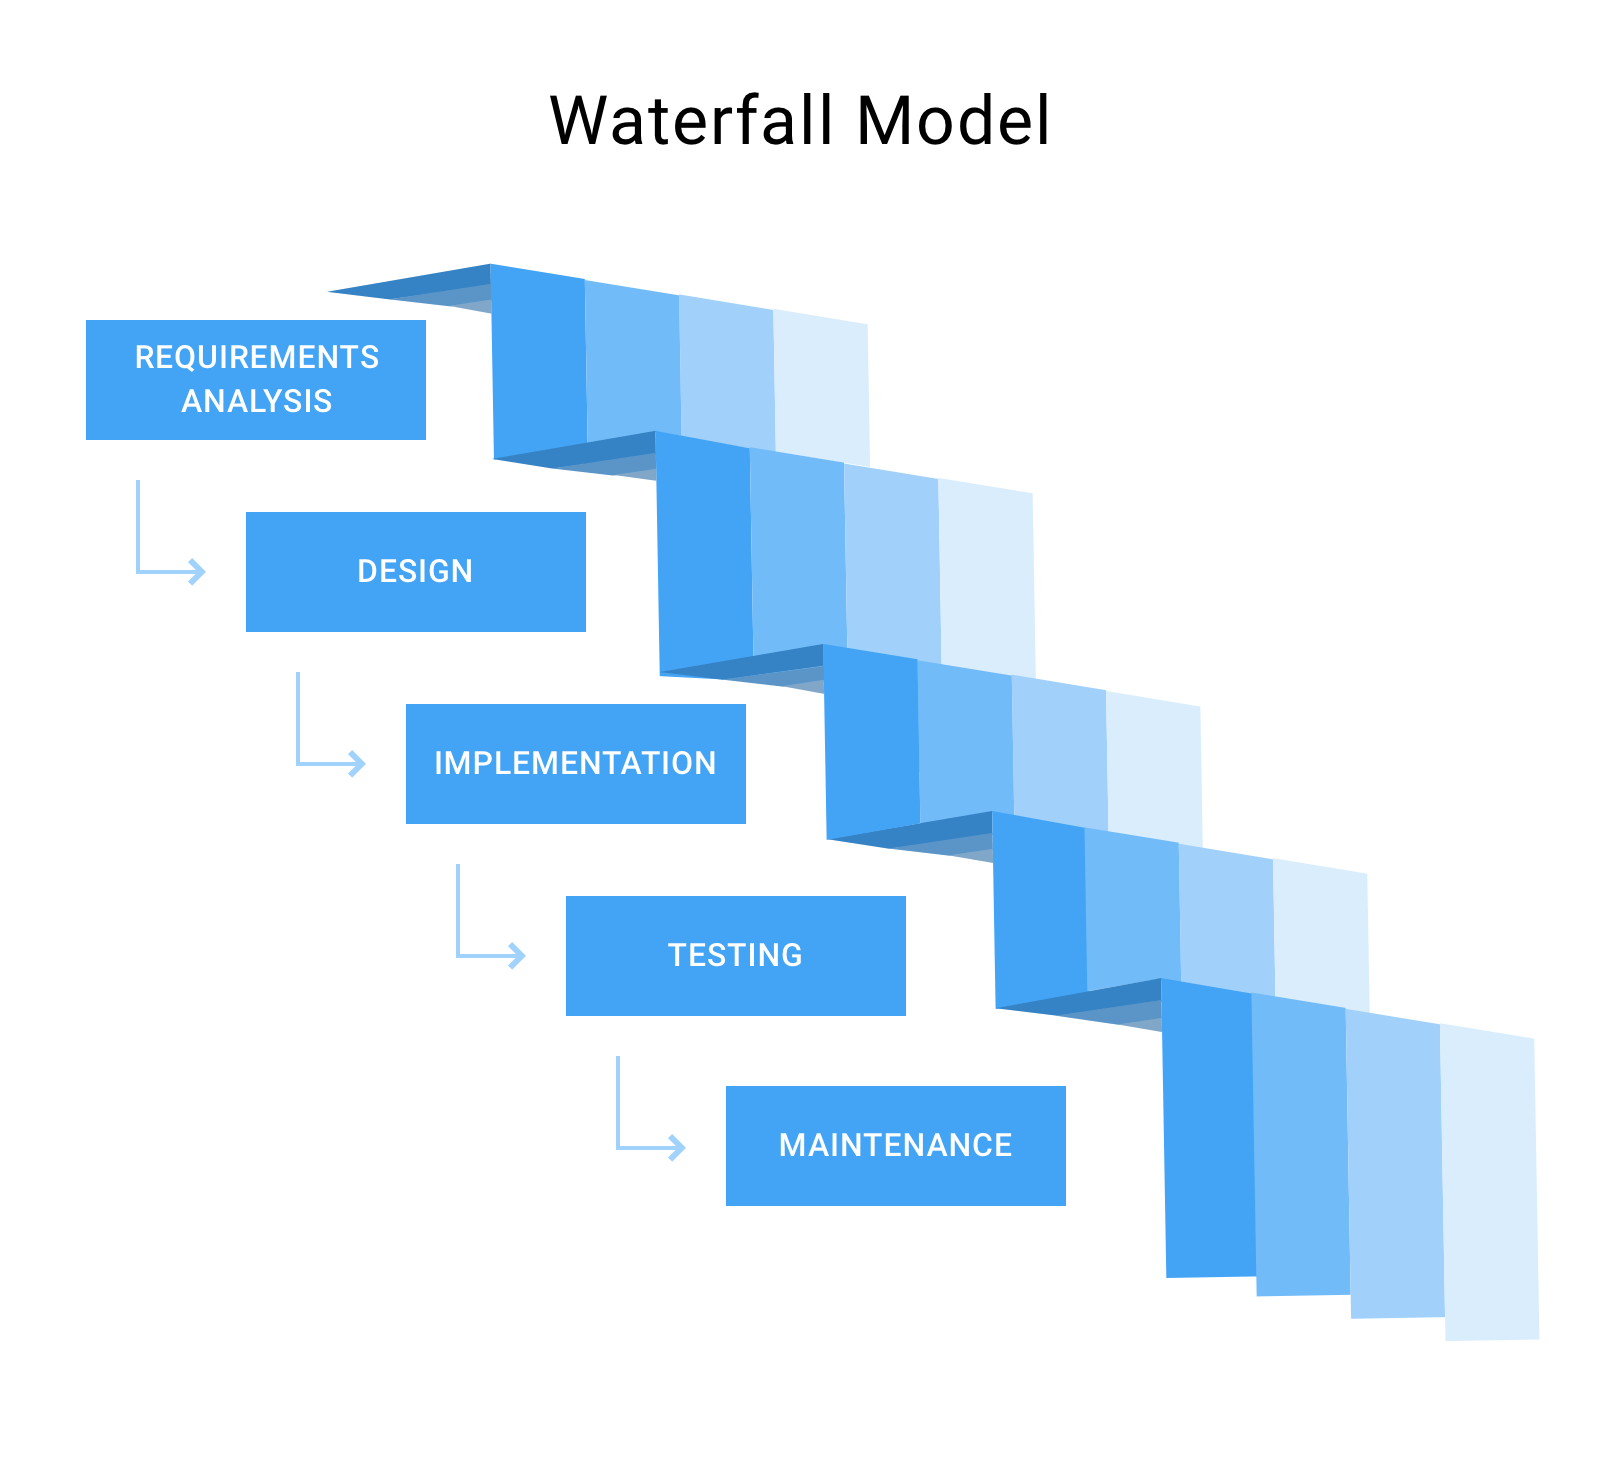 Waterfall Model
REQUIREMENTS
ANALYSIS
DESIGN
IMPLEMENTATION
TESTING
MAINTENANCE